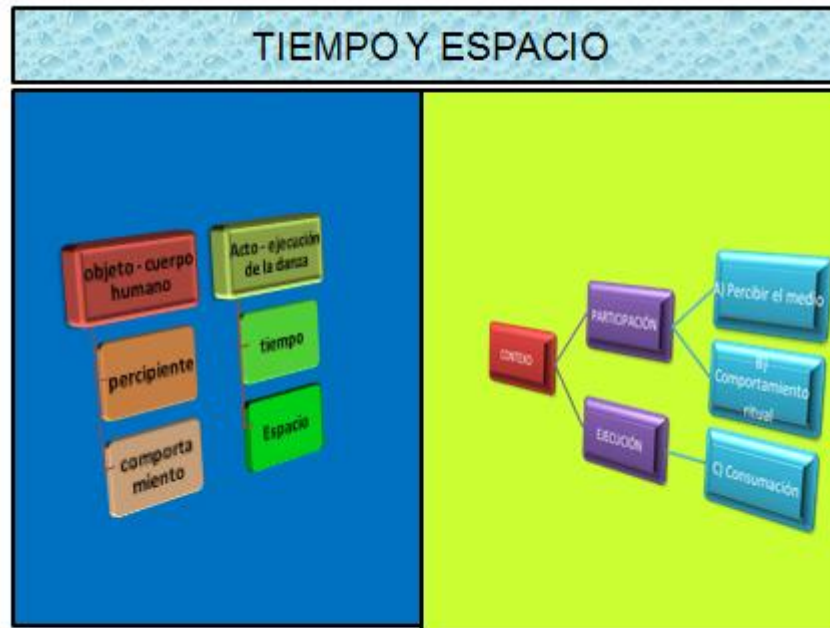 TIEMPO Y ESPACIO
objeto - cuerpo
humano
percipiente
comporta
miento
Acto - ejecución
de la danza
tiempo
Espacio
CONTEXO
PARTICIPACIÓN
A) Percibir el medio
B)
Comportamiento
ritual
EJECUCIÓN
C) Consumación